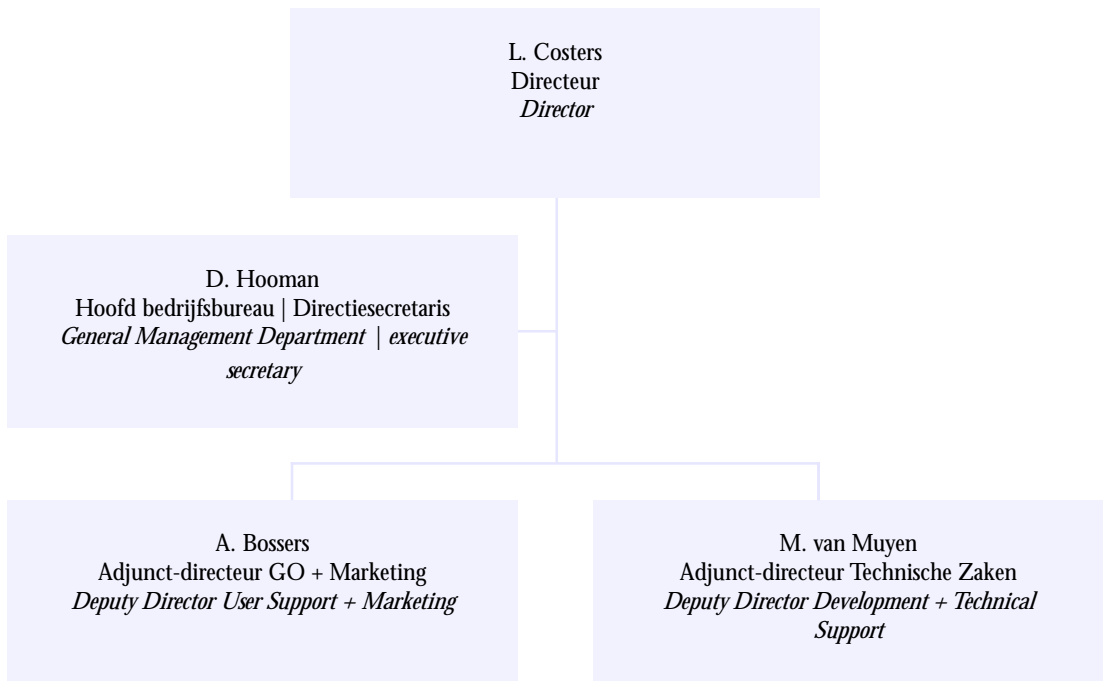 L. Costers
Directeur
Director
D. Hooman
Hoofd bedrijfsbureau | Directiesecretaris
General Management Department | executive
secretary
A. Bossers
Adjunct-directeur GO + Marketing
Deputy Director User Support + Marketing
M. van Muyen
Adjunct-directeur Technische Zaken
Deputy Director Development + Technical
Support